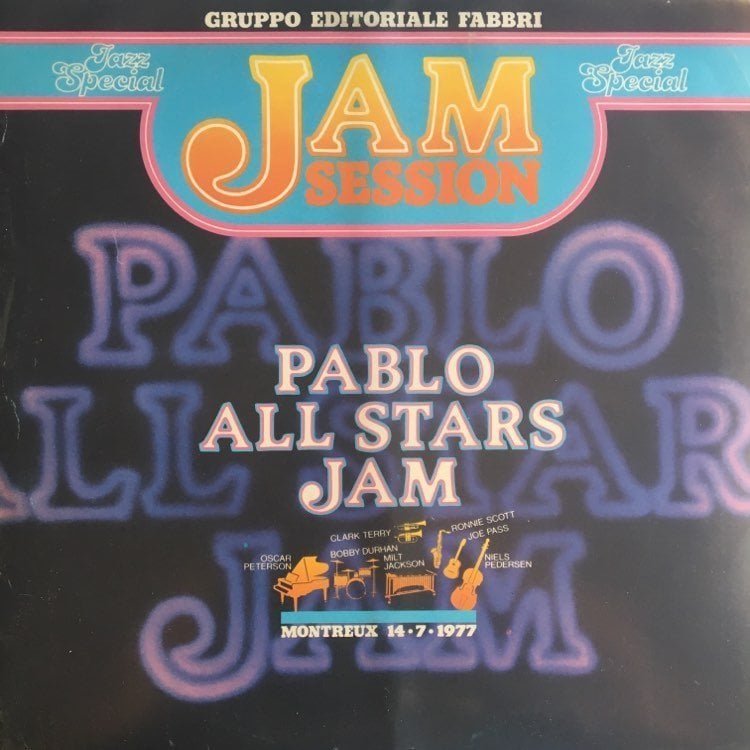 GRUPPO EDITORIALE FABBRI
Jazz Special
Jazz Special
JAM
SESSION
PABLO
ALL STAR
JAM
PABLO
ALL STARS
JAM
CLARK TERRY
RONNIE SCOTT
JOE PASS
OSCAR
PETERSON
BOBBY DURHAN
MILT
JACKSON
NIELS
PEDERSEN
MONTREUX 14·7·1977